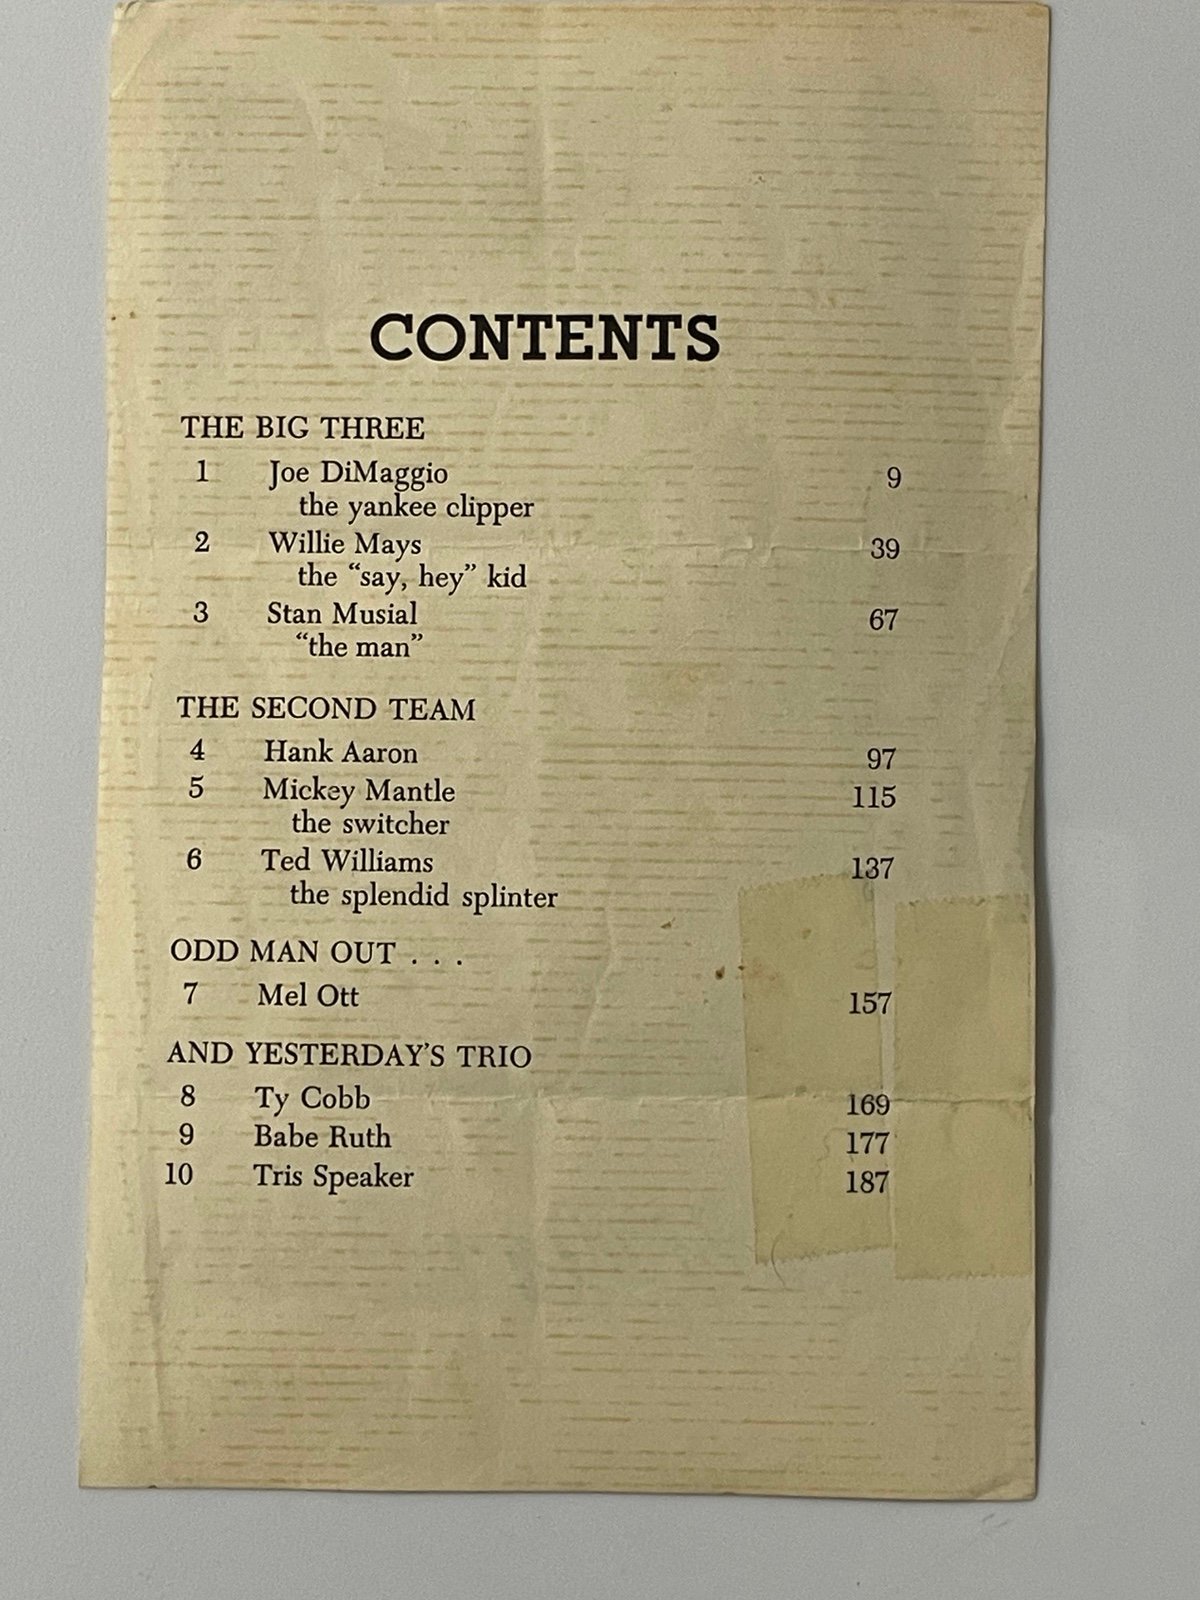 CONTENTS
THE BIG THREE
1 Joe DiMaggio 9
the yankee clipper
2 Willie Mays 39
the “say, hey” kid
3 Stan Musial 67
“the man”
THE SECOND TEAM
4 Hank Aaron 97
5 Mickey Mantle 115
the switcher
6 Ted Williams 137
the splendid splinter
ODD MAN OUT . . .
7 Mel Ott 157
AND YESTERDAY’S TRIO
8 Ty Cobb 169
9 Babe Ruth 177
10 Tris Speaker 187